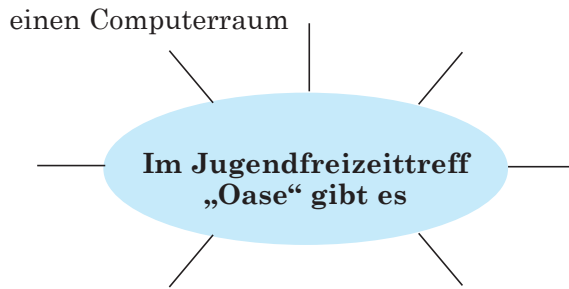 einen Computerraum
Im Jugendfreizeittreff
„Oase“ gibt es